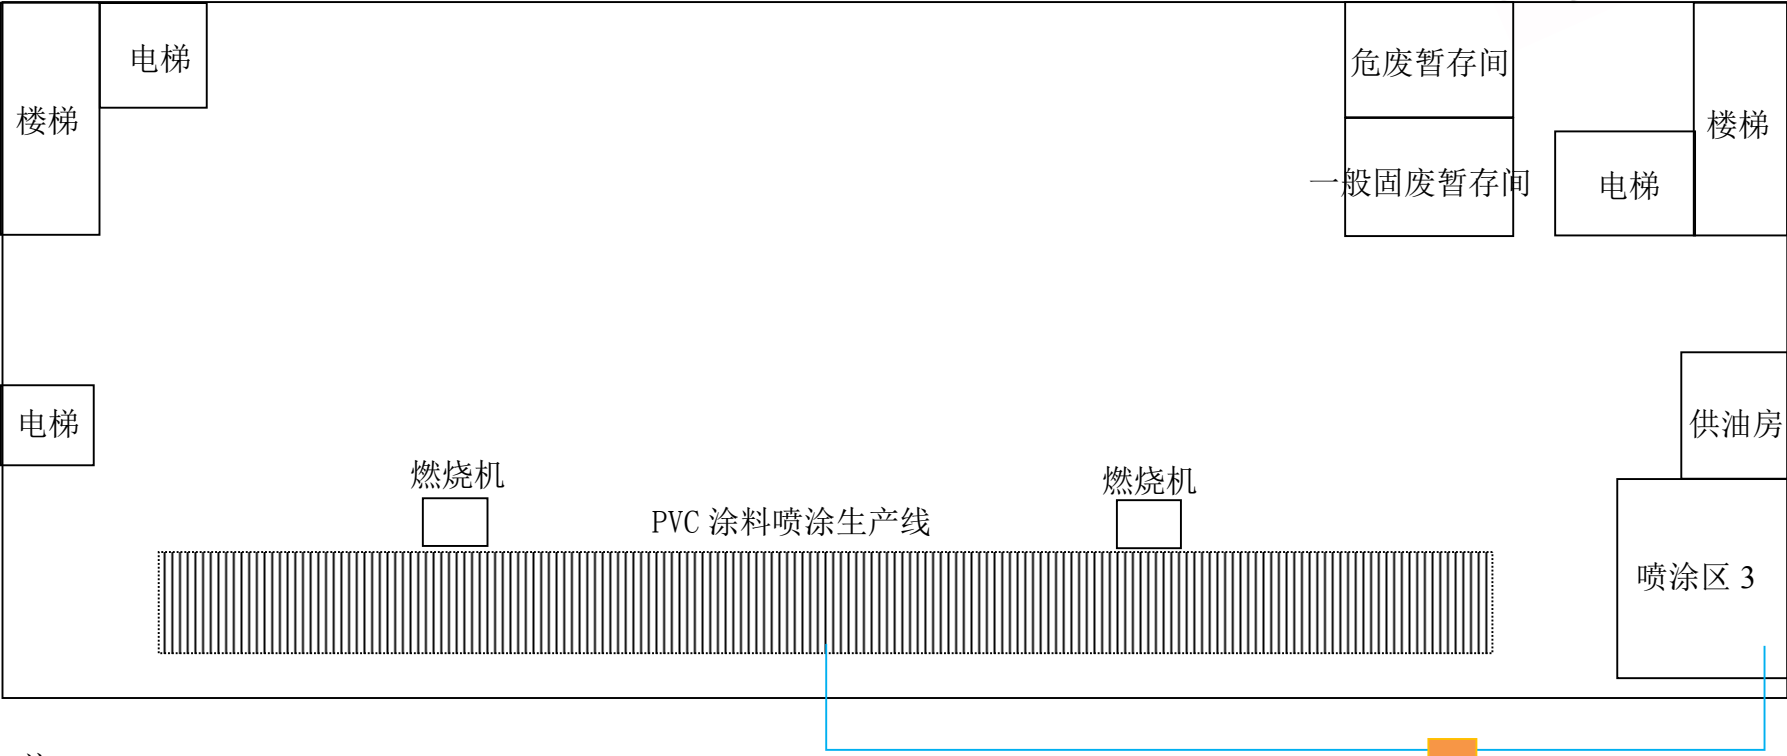 电梯
危废暂存间
楼梯
楼梯
一般固废暂存间
电梯
电梯
供油房
燃烧机
燃烧机
PVC 涂料喷涂生产线
喷涂区 3